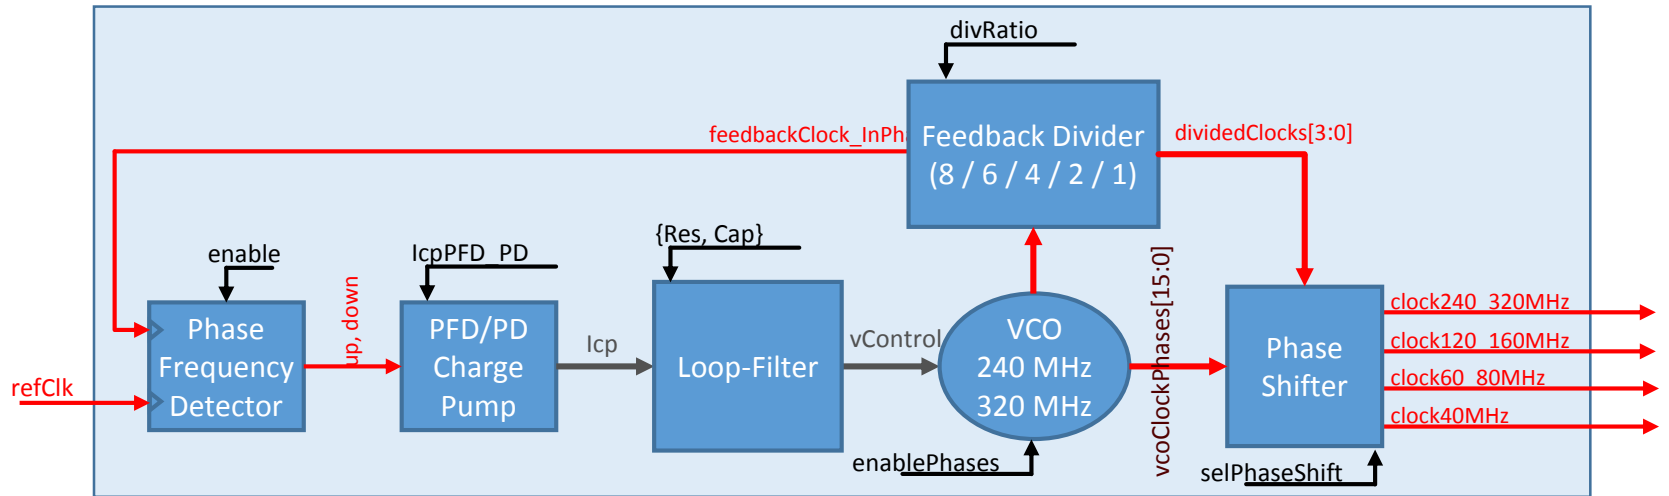 divRatio
feedbackClock_InPha
Feedback Divider
(8 / 6 / 4 / 2 / 1)
dividedClocks[3:0]
enable
IcpPFD_PD
{Res, Cap}
Phase
Frequency
Detector
up, down
PFD/PD
Charge
Pump
Icp
Loop-Filter
vControl
VCO
240 MHz
320 MHz
vcoClockPhases[15:0]
Phase
Shifter
clock240_320MHz
clock120_160MHz
clock60_80MHz
clock40MHz
refClk
enablePhases
selPhaseShift